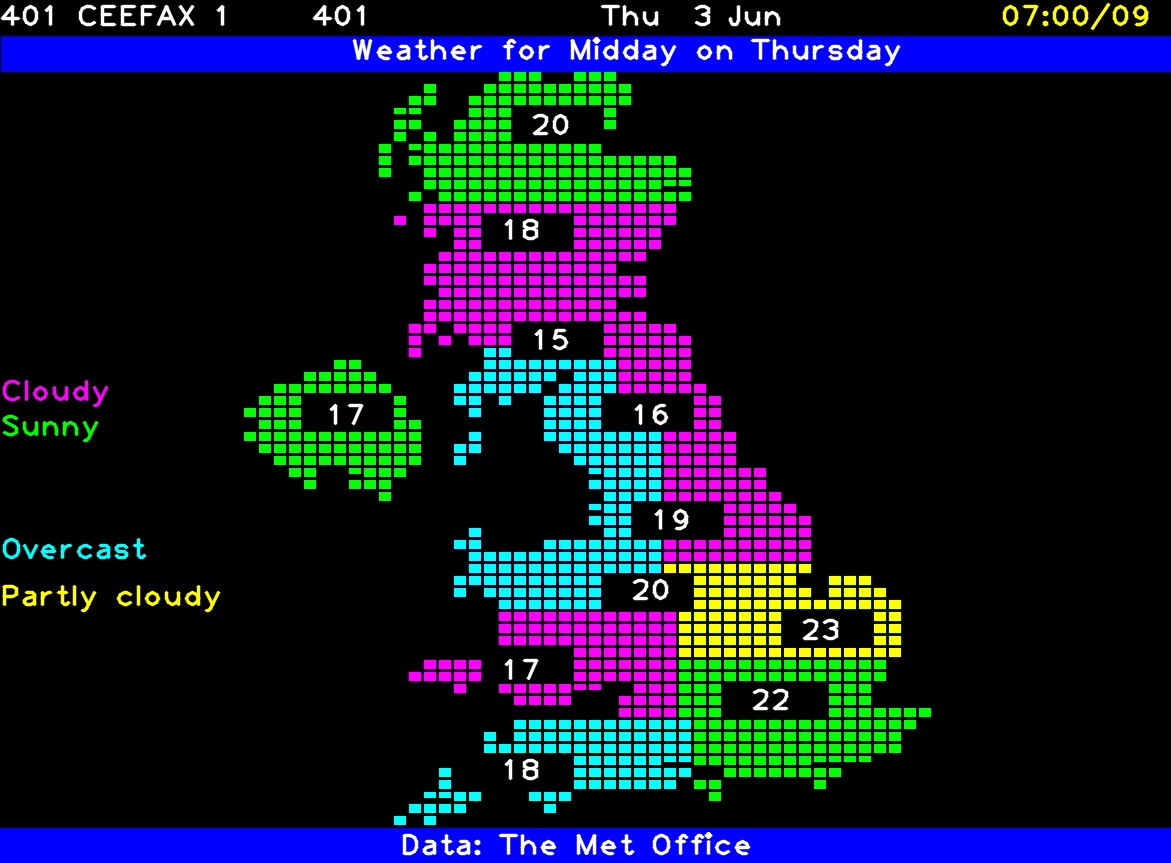 401 CEEFAX 1 401 Thu 3 Jun 07:00/09
Weather for Midday on Thursday
20
18
15
Cloudy
17 16
Sunny
19
Overcast
20
Partly cloudy
23
17
22
18
Data: The Met Office